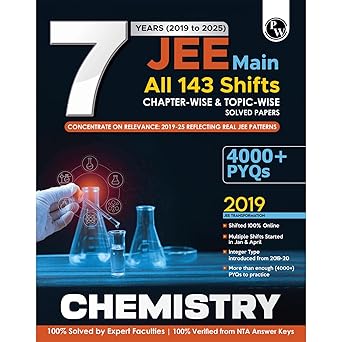 7
YEARS (2019 to 2025)
PW
JEE Main
All 143 Shifts
CHAPTER-WISE & TOPIC-WISE
SOLVED PAPERS
CONCENTRATE ON RELEVANCE: 2019-25 REFLECTING REAL JEE PATTERNS
4000+
PYQs
2019
JEE TRANSFORMATION
• Shifted 100% Online
• Multiple Shifts Started
in Jan & April
• Integer Type
Introduced from 2019-20
• More than enough (4000+)
PYQs to practice
CHEMISTRY
100% Solved by Expert Faculties | 100% Verified from NTA Answer Keys